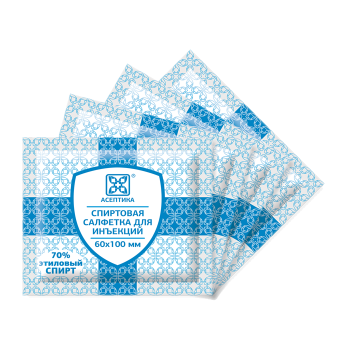 ®
АСЕПТИКА
СПИРТОВАЯ
САЛФЕТКА ДЛЯ
ИНЪЕКЦИЙ
60х100 мм
70%
этиловый
СПИРТ